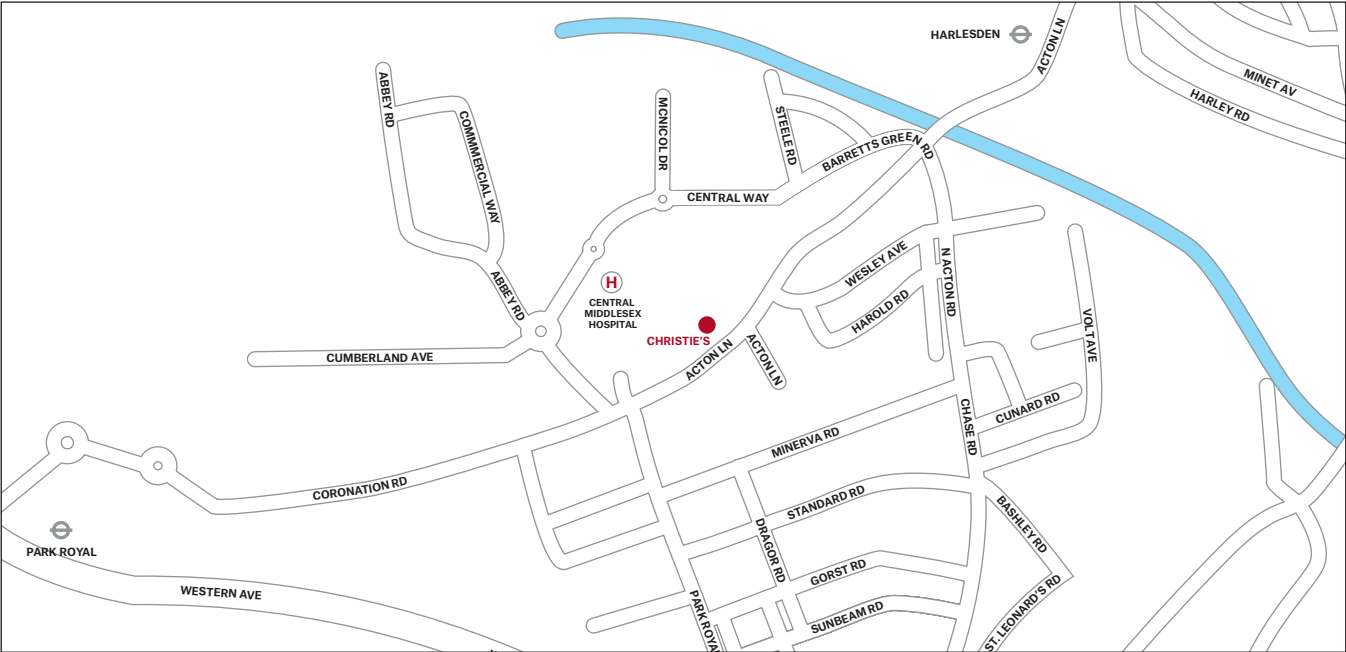 HARLESDEN
ACTON LN
MINET AV
HARLEY RD
ABBEY RD
COMMMERCIAL WAY
MCNICOL DR
STEELE RD
BARRETTS GREEN RD
CENTRAL WAY
WESLEY AVE
N ACTON RD
HAROLD RD
ABBEY RD
H
CENTRAL
MIDDLESEX
HOSPITAL
CHRISTIE'S
ACTON LN
ACTON LN
VOLT AVE
CUMBERLAND AVE
CUNARD RD
CHASE RD
MINERVA RD
CORONATION RD
STANDARD RD
BASHLEY RD
DRAGOR RD
PARK ROYAL
GORST RD
WESTERN AVE
PARK ROYAL
SUNBEAM RD
ST. LEONARD'S RD